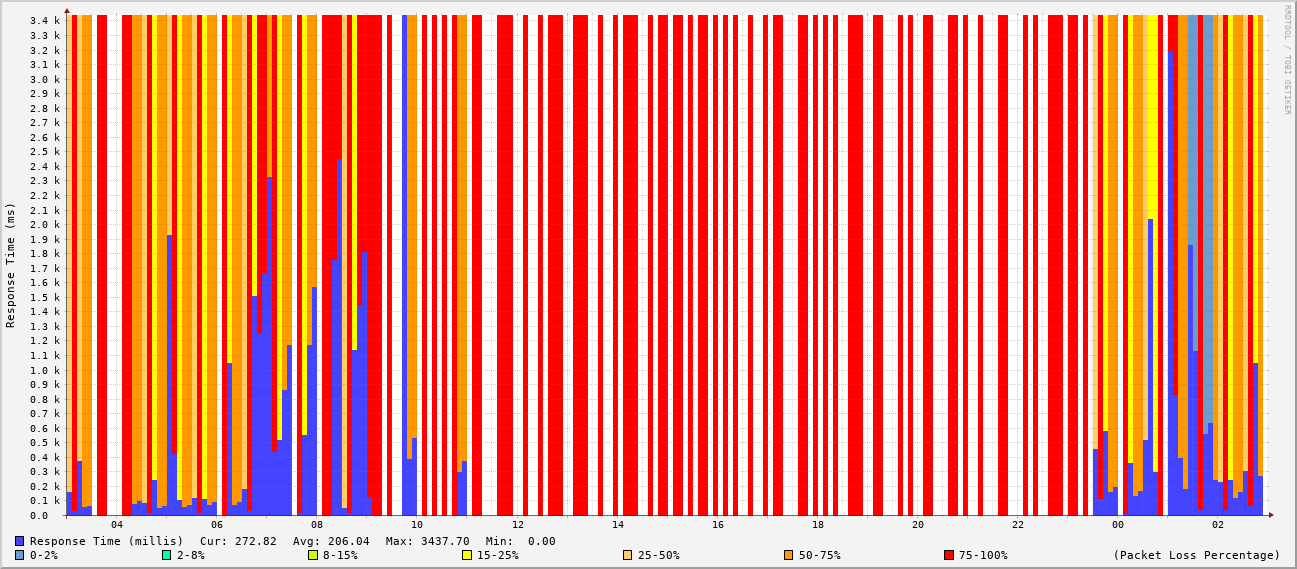 RRDTOOL / TOBI OETIKER
Response Time (ms)
3.4 k
3.3 k
3.2 k
3.1 k
3.0 k
2.9 k
2.8 k
2.7 k
2.6 k
2.5 k
2.4 k
2.3 k
2.2 k
2.1 k
2.0 k
1.9 k
1.8 k
1.7 k
1.6 k
1.5 k
1.4 k
1.3 k
1.2 k
1.1 k
1.0 k
0.9 k
0.8 k
0.7 k
0.6 k
0.5 k
0.4 k
0.3 k
0.2 k
0.1 k
0.0
04 06 08 10 12 14 16 18 20 22 00 02
Response Time (millis) Cur: 272.82 Avg: 206.04 Max: 3437.70 Min: 0.00
0-2% 2-8% 8-15% 15-25% 25-50% 50-75% 75-100% (Packet Loss Percentage)